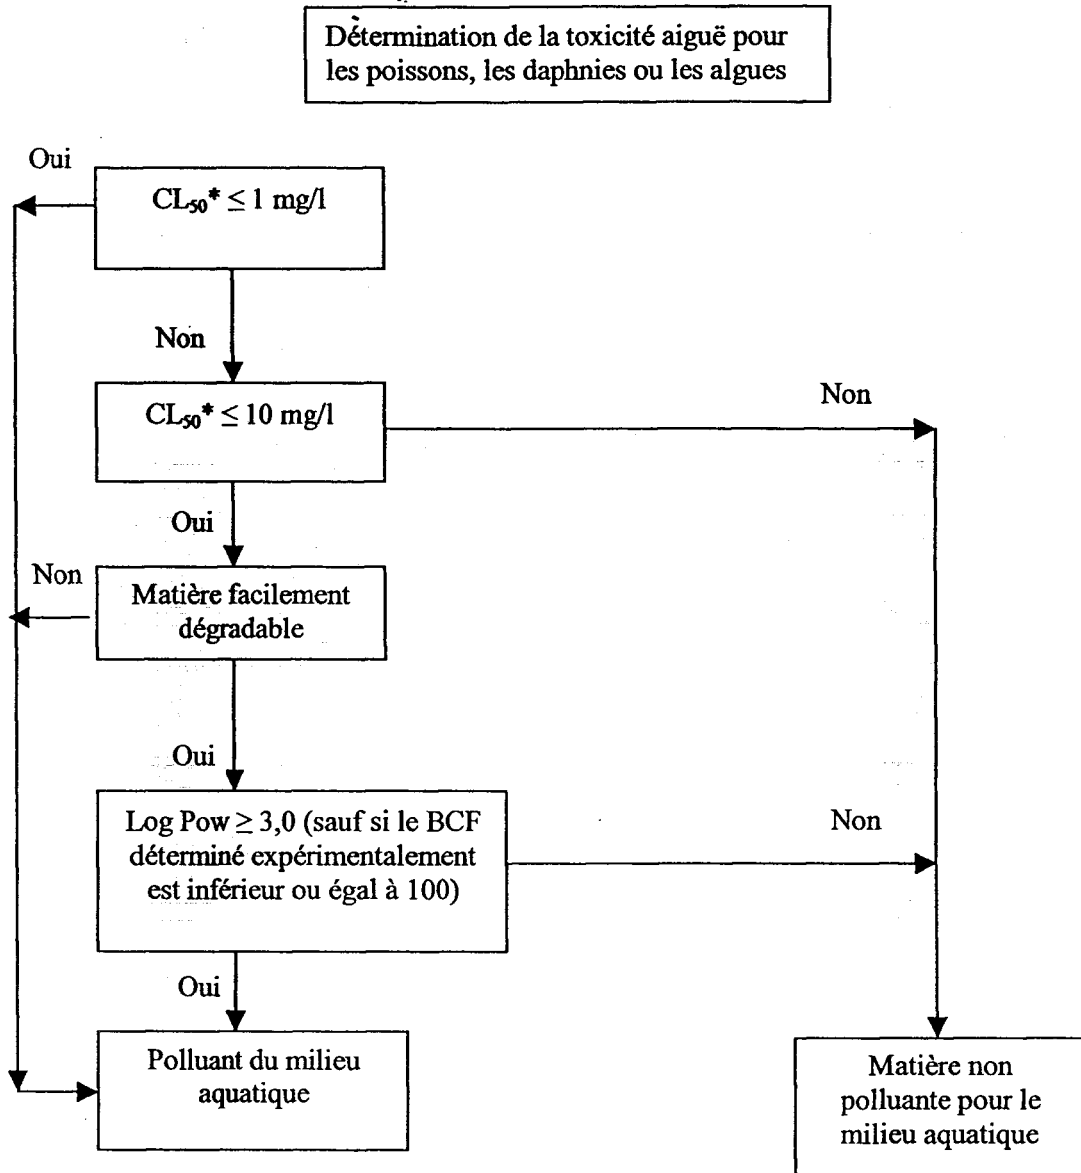 Détermination de la toxicité aiguë pour
les poissons, les daphnies ou les algues
Oui
CL50* ≤ 1 mg/l
Non
CL50* ≤ 10 mg/l
Non
Oui
Non
Matière facilement
dégradable
Oui
Log Pow ≥ 3,0 (sauf si le BCF
déterminé expérimentalement
est inférieur ou égal à 100)
Non
Oui
Polluant du milieu
aquatique
Matière non
polluante pour le
milieu aquatique